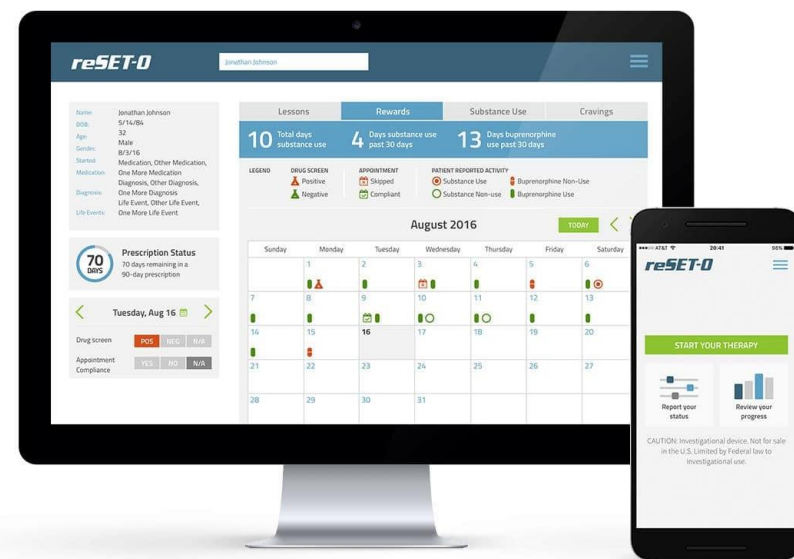 reSET-O
Jonathan Johnson
Name: Jonathan Johnson
DOB: 5/14/84
Age: 32
Gender: Male
Started: 8/3/16
Medication: Medication, Other Medication,
One More Medication
Diagnosis: Diagnosis, Other Diagnosis,
One More Diagnosis
Life Event, Other Life Event,
Life Events: One More Life Event
70
DAYS
Prescription Status
70 days remaining in a
90-day prescription
Tuesday, Aug 16
Drug screen POS NEG N/A
Appointment
Compliance YES NO N/A
Lessons Rewards Substance Use Cravings
10 Total days
substance use
4 Days substance use
past 30 days
13 Days buprenorphine
use past 30 days
LEGEND DRUG SCREEN APPOINTMENT PATIENT REPORTED ACTIVITY
Positive Skipped Substance Use Buprenorphine Non-Use
Negative Compliant Substance Non-use Buprenorphine Use
August 2016 TODAY
Sunday Monday Tuesday Wednesday Thursday Friday Saturday
1 2 3 4 5 6
7 8 9 10 11 12 13
14 15 16 17 18 19 20
21 22 23 24 25 26 27
28 29 30 31
AT&T 20:41 98%
reSET-O
START YOUR THERAPY
Report your
status
Review your
progress
CAUTION: Investigational device. Not for sale
in the U.S. Limited by Federal law to
investigational use.